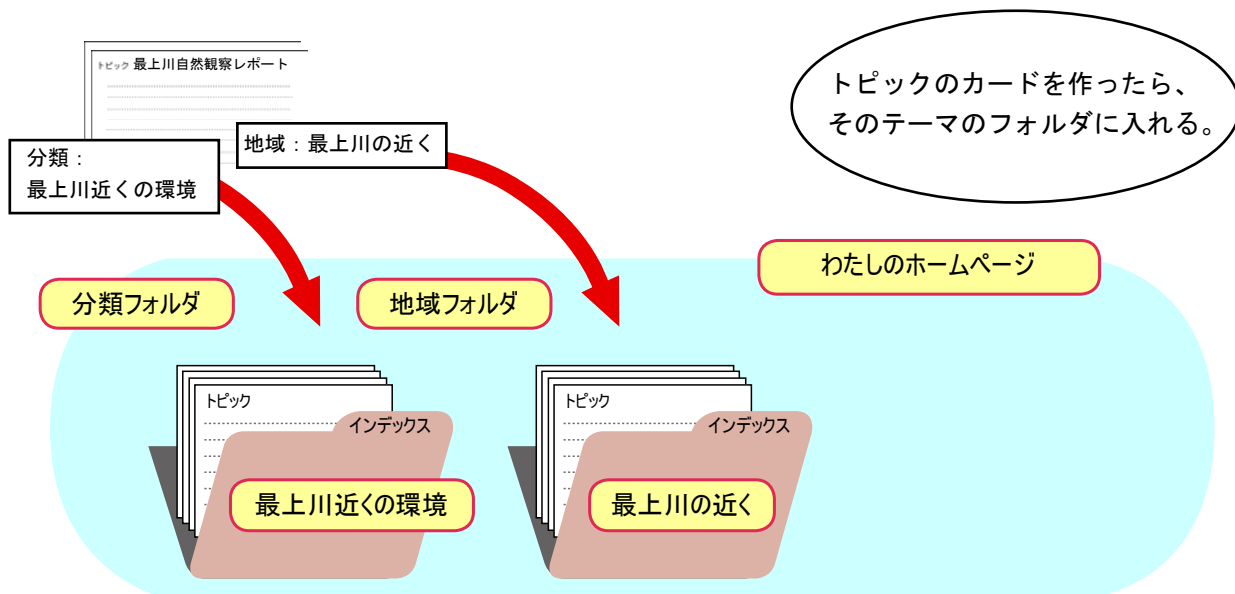 トピック 最上川自然観察レポート
分類：
最上川近くの環境
地域：最上川の近く
トピックのカードを作ったら、
そのテーマのフォルダに入れる。
わたしのホームページ
分類フォルダ
地域フォルダ
トピック
インデックス
最上川近くの環境
トピック
インデックス
最上川の近く